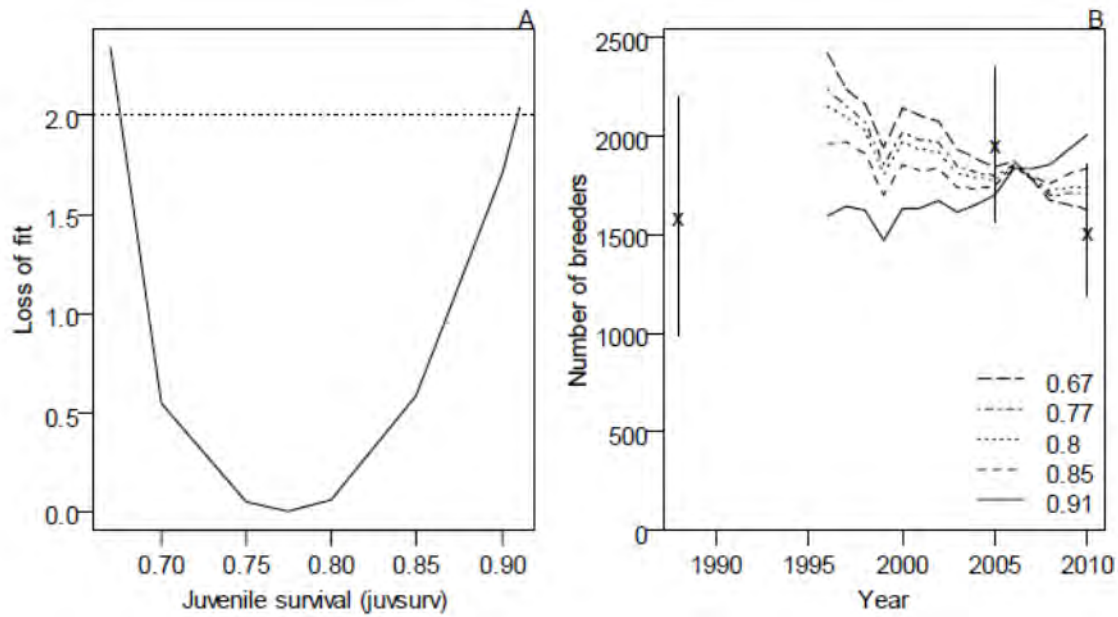 A
Loss of fit
2.0
1.5
1.0
0.5
0.0
0.70 0.75 0.80 0.85 0.90
Juvenile survival (juvsurv)
B
Number of breeders
2500
2000
1500
1000
500
0
x
x
x
0.67
0.77
0.8
0.85
0.91
1990 1995 2000 2005 2010
Year